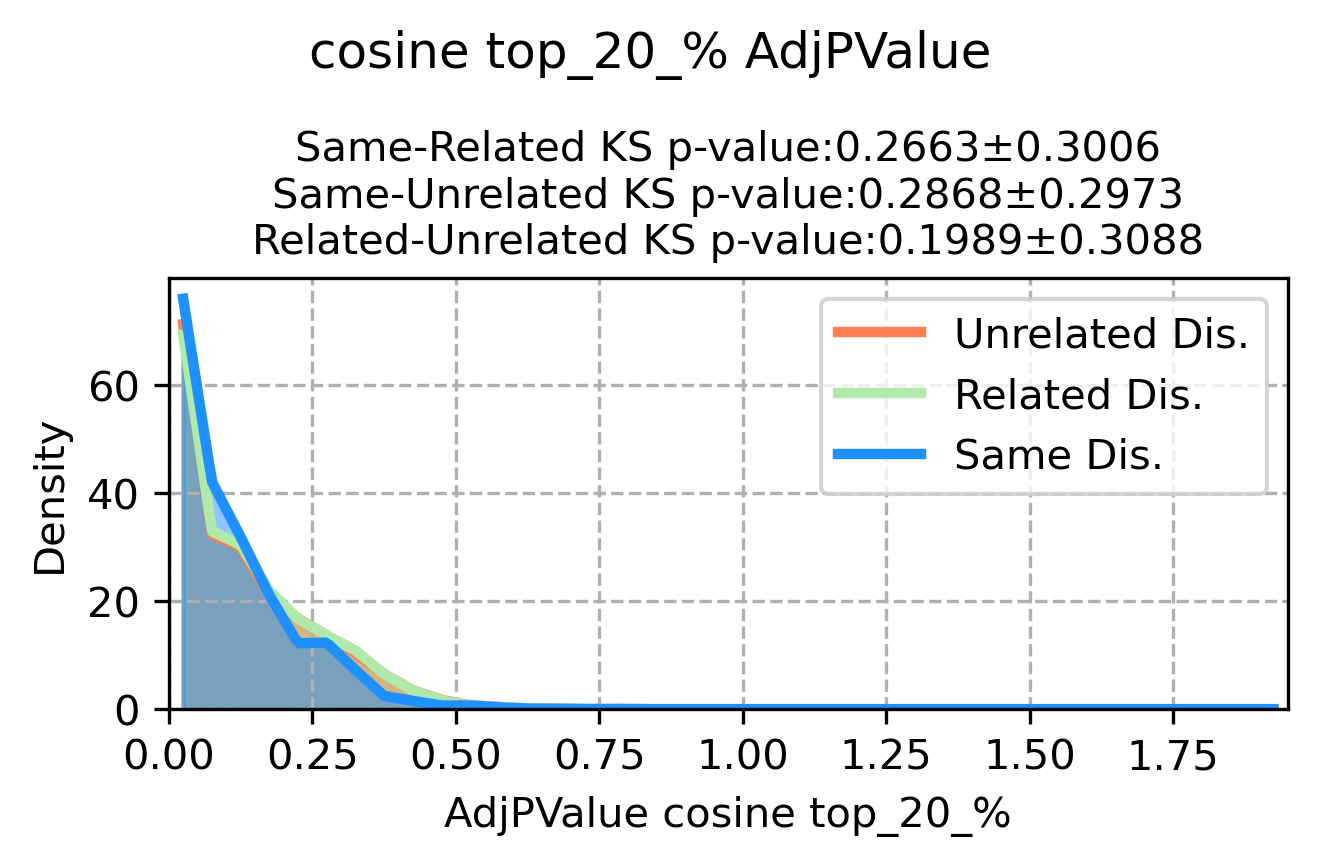 cosine top_20_% AdjPValue
Same-Related KS p-value:0.2663±0.3006
Same-Unrelated KS p-value:0.2868±0.2973
Related-Unrelated KS p-value:0.1989±0.3088
Unrelated Dis.
Related Dis.
Same Dis.
Density
60
40
20
0
0.00 0.25 0.50 0.75 1.00 1.25 1.50 1.75
AdjPValue cosine top_20_%